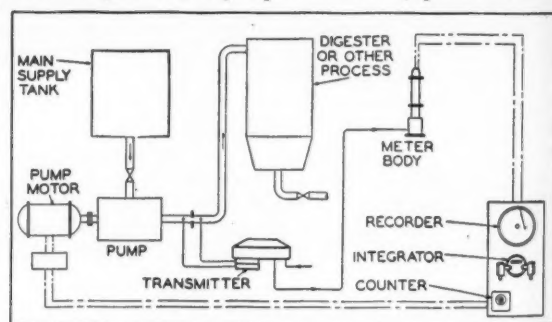 MAIN
SUPPLY
TANK
DIGESTER
OR OTHER
PROCESS
METER
BODY
PUMP
MOTOR
PUMP
TRANSMITTER
RECORDER
INTEGRATOR
COUNTER